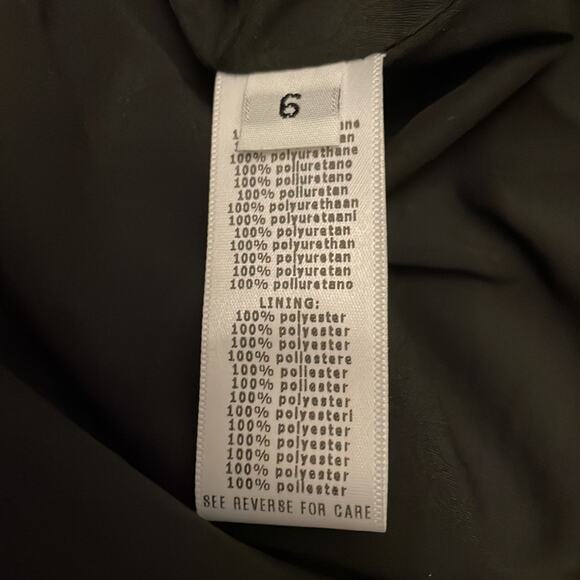 6
100% polyurethane
100% poliuretano
100% poliuretano
100% poliuretan
100% polyurethaan
100% polyuretaani
100% polyuretan
100% polyurethan
100% polyuretan
100% polyuretan
100% poliuretano
LINING:
100% polyester
100% polyester
100% polyester
100% poliestere
100% poliester
100% poliester
100% polyester
100% polyesteri
100% polyester
100% polyester
100% polyester
100% polyester
100% poliester
SEE REVERSE FOR CARE